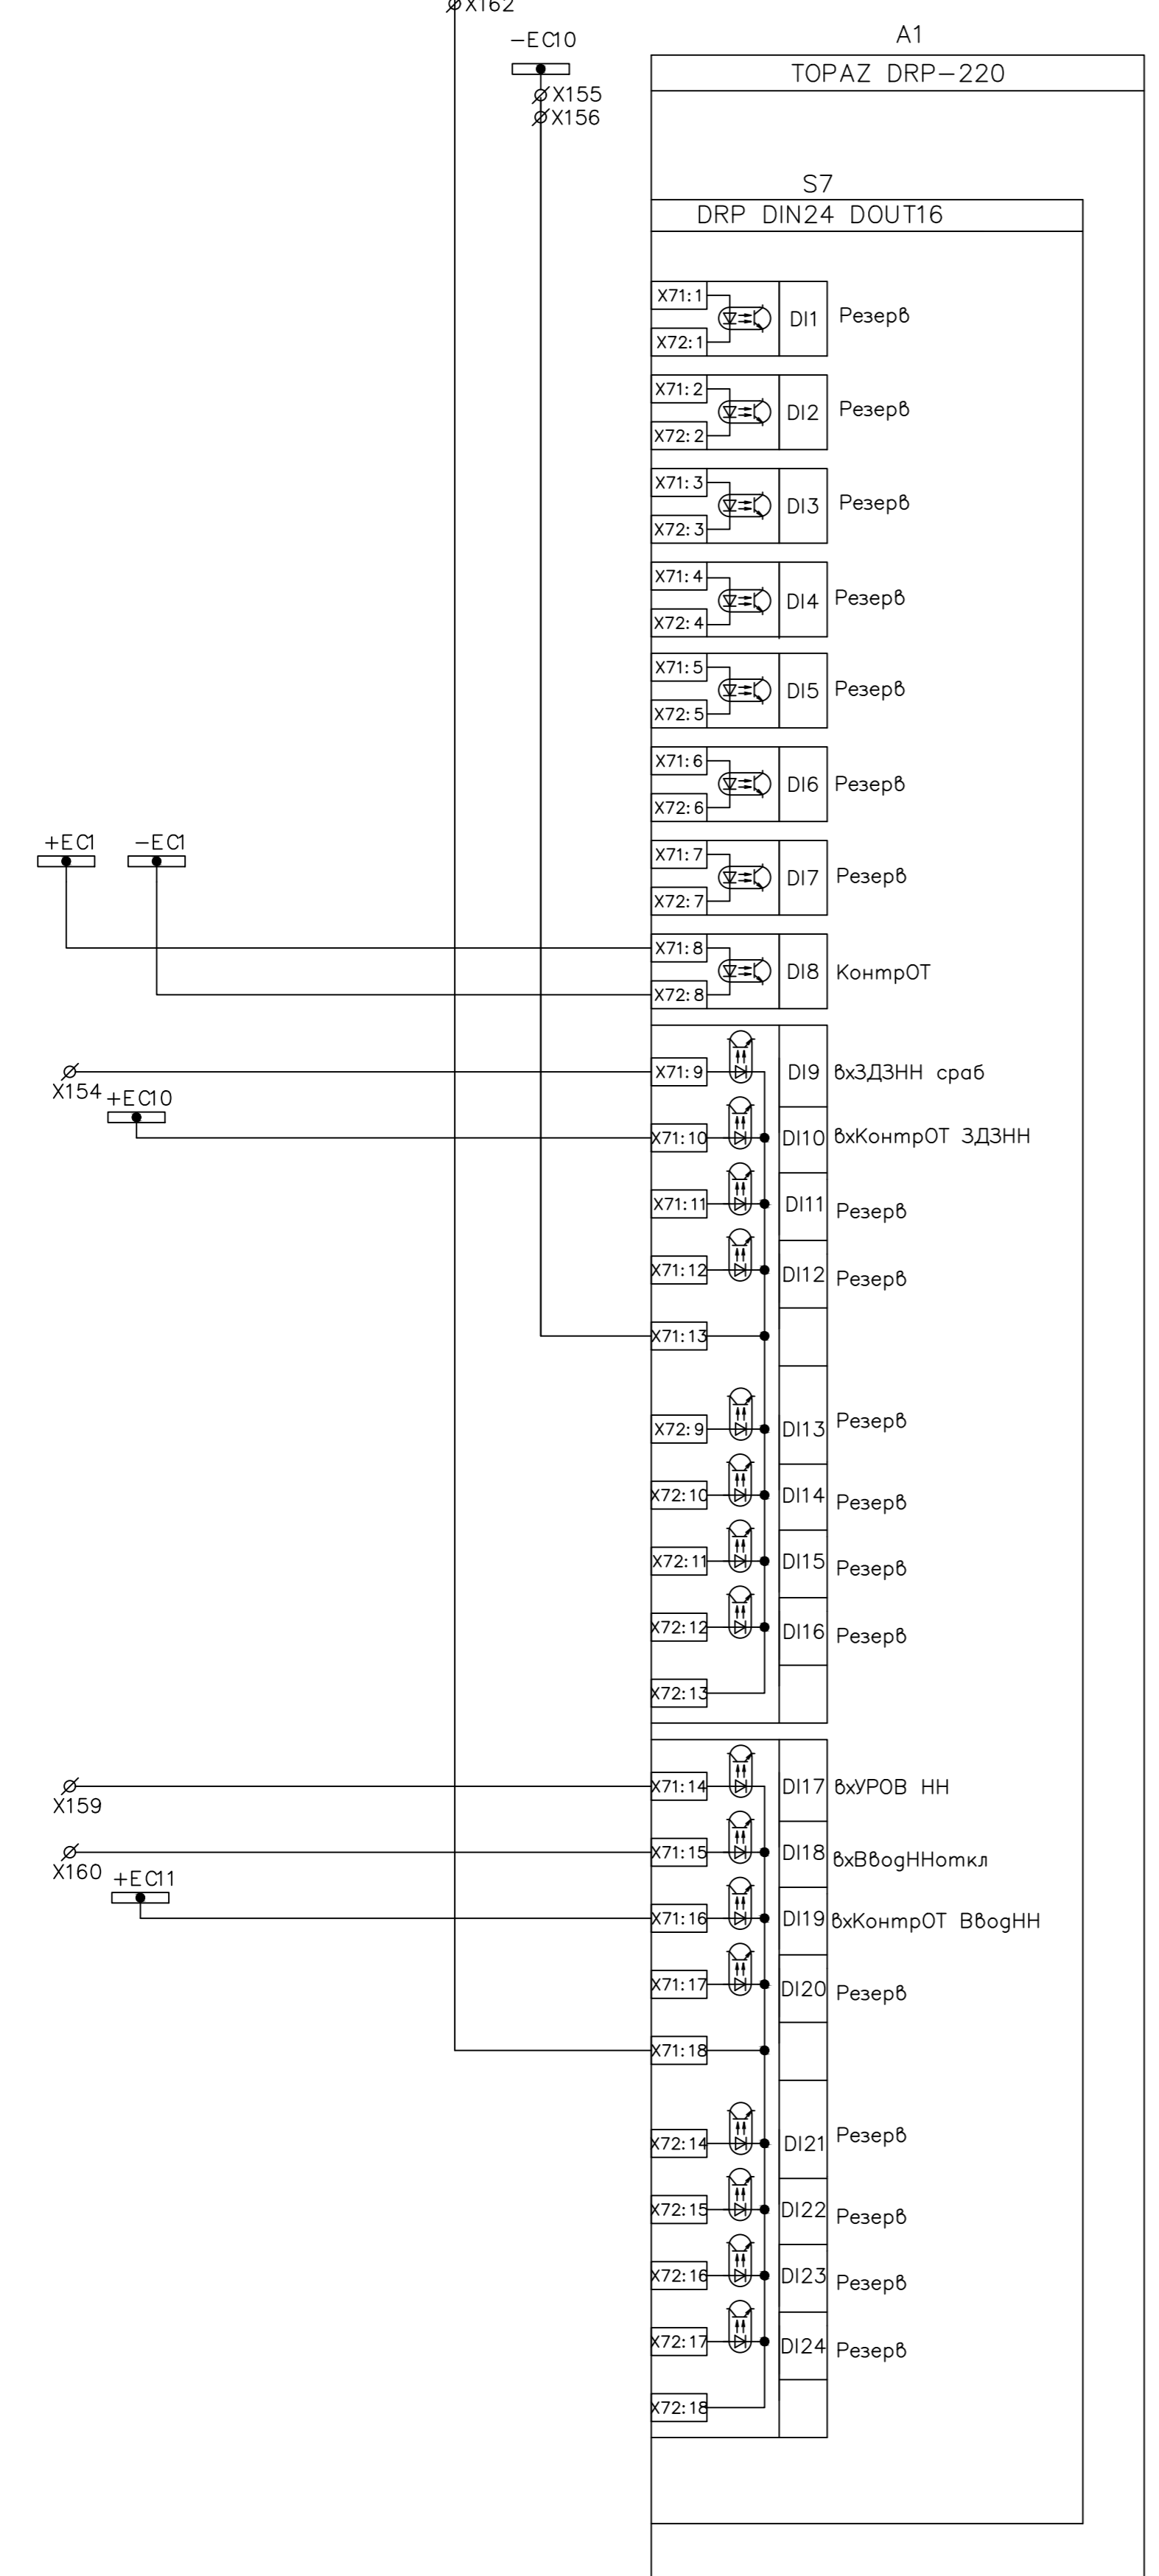 X162
-EC10
X155
X156
A1
TOPAZ DRP-220
S7
DRP DIN24 DOUT16
X71:1
DI1
Резерв
X72:1
X71:2
DI2
Резерв
X72:2
X71:3
DI3
Резерв
X72:3
X71:4
DI4
Резерв
X72:4
X71:5
DI5
Резерв
X72:5
X71:6
DI6
Резерв
X72:6
+EC1
-EC1
X71:7
DI7
Резерв
X72:7
X71:8
DI8
КонтрОТ
X72:8
X154
X71:9
DI9
вхЗДЗНН сраб
+EC10
X71:10
DI10
вхКонтрОТ ЗДЗНН
X71:11
DI11
Резерв
X71:12
DI12
Резерв
X71:13
X72:9
DI13
Резерв
X72:10
DI14
Резерв
X72:11
DI15
Резерв
X72:12
DI16
Резерв
X72:13
X159
X71:14
DI17
вхУРОВ НН
X160
X71:15
DI18
вхВводННоткл
+EC11
X71:16
DI19
вхКонтрОТ ВводНН
X71:17
DI20
Резерв
X71:18
X72:14
DI21
Резерв
X72:15
DI22
Резерв
X72:16
DI23
Резерв
X72:17
DI24
Резерв
X72:18